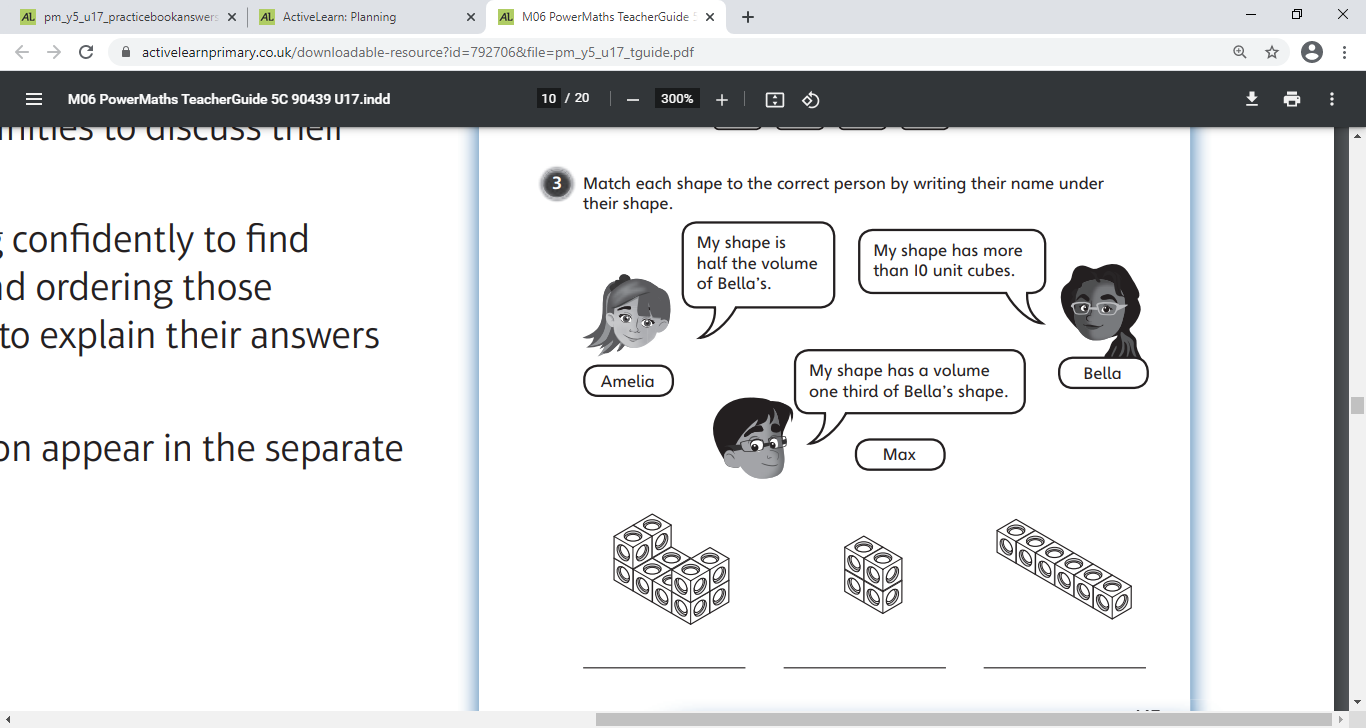 pm_y5_u17_practicebookanswers
ActiveLearn: Planning
M06 PowerMaths TeacherGuide 5
activelearnprimary.co.uk/downloadable-resource?id=792706&file=pm_y5_u17_tguide.pdf
M06 PowerMaths TeacherGuide 5C 90439 U17.indd
10 / 20
300%
nities to discuss their
confidently to find
nd ordering those
to explain their answers
on appear in the separate
3 Match each shape to the correct person by writing their name under
their shape.
My shape is
half the volume
of Bella's.
My shape has more
than 10 unit cubes.
Amelia
Bella
My shape has a volume
one third of Bella's shape.
Max